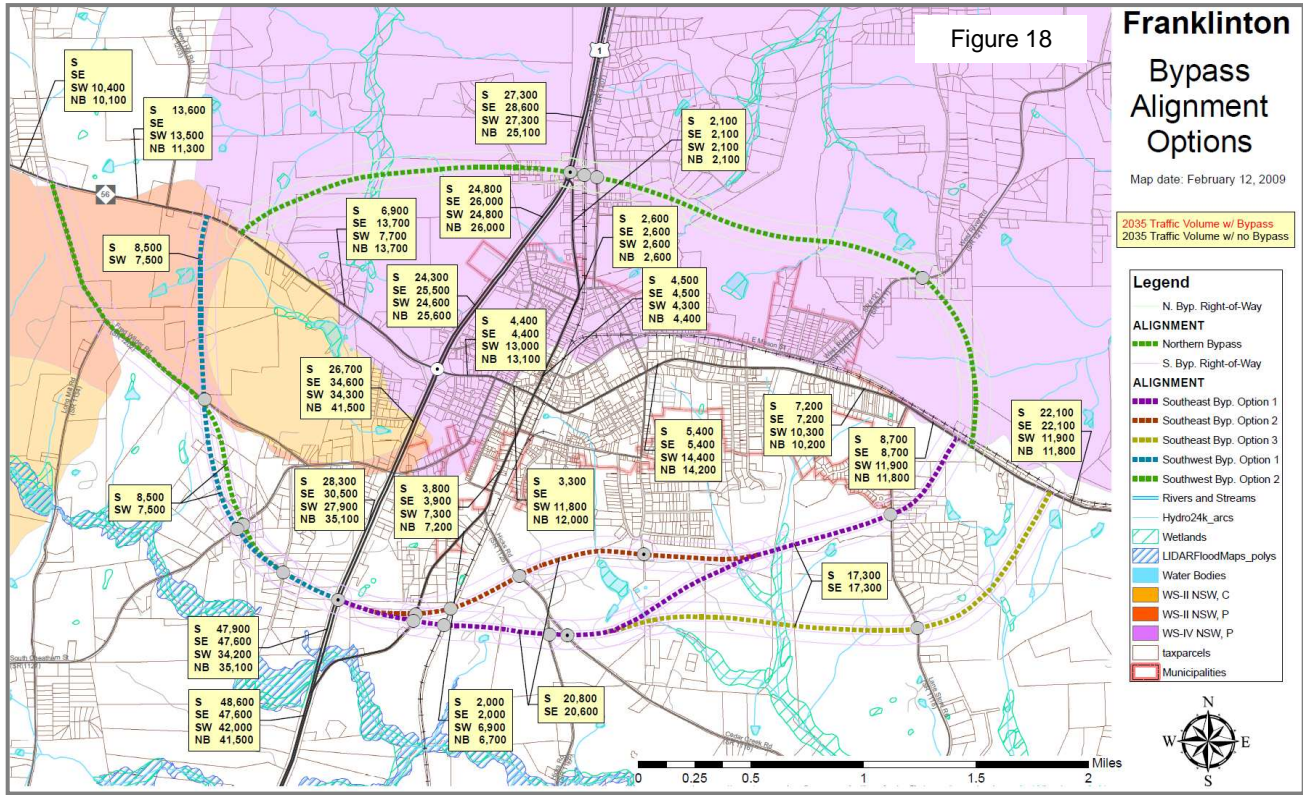 Figure 18
Franklinton
Bypass
Alignment
Options
Map date: February 12, 2009
2035 Traffic Volume w/ Bypass
2035 Traffic Volume w/ no Bypass
Legend
N. Byp. Right-of-Way
ALIGNMENT
Northern Bypass
S. Byp. Right-of-Way
ALIGNMENT
Southeast Byp. Option 1
Southeast Byp. Option 2
Southeast Byp. Option 3
Southwest Byp. Option 1
Southwest Byp. Option 2
Rivers and Streams
Hydro24k_arcs
Wetlands
LIDARFloodMaps_polys
Water Bodies
WS-II NSW, C
WS-II NSW, P
WS-IV NSW, P
taxparcels
Municipalities
N
W E
S
S
SE
SW 10,400
NB 10,100
S 13,600
SE
SW 13,500
NB 11,300
56
1
S 27,300
SE 28,600
SW 27,300
NB 25,100
S 2,100
SE 2,100
SW 2,100
NB 2,100
S 24,800
SE 26,000
SW 24,800
NB 26,000
S 6,900
SE 13,700
SW 7,700
NB 13,700
S 2,600
SE 2,600
SW 2,600
NB 2,600
S 8,500
SW 7,500
S 24,300
SE 25,500
SW 24,600
NB 25,600
S 4,500
SE 4,500
SW 4,300
NB 4,400
S 4,400
SE 4,400
SW 13,000
NB 13,100
E Mason St
S 26,700
SE 34,600
SW 34,300
NB 41,500
S 7,200
SE 7,200
SW 10,300
NB 10,200
S 22,100
SE 22,100
SW 11,900
NB 11,800
S 5,400
SE 5,400
SW 14,400
NB 14,200
S 8,700
SE 8,700
SW 11,900
NB 11,800
S 8,500
SW 7,500
S 28,300
SE 30,500
SW 27,900
NB 35,100
S 3,800
SE 3,900
SW 7,300
NB 7,200
S 3,300
SE
SW 11,800
NB 12,000
S 17,300
SE 17,300
S 47,900
SE 47,600
SW 34,200
NB 35,100
South Cheatham St
S 48,600
SE 47,600
SW 42,000
NB 41,500
S 2,000
SE 2,000
SW 6,900
NB 6,700
S 20,800
SE 20,600
Cedar Creek Rd
Miles
0 0.25 0.5 1 1.5 2